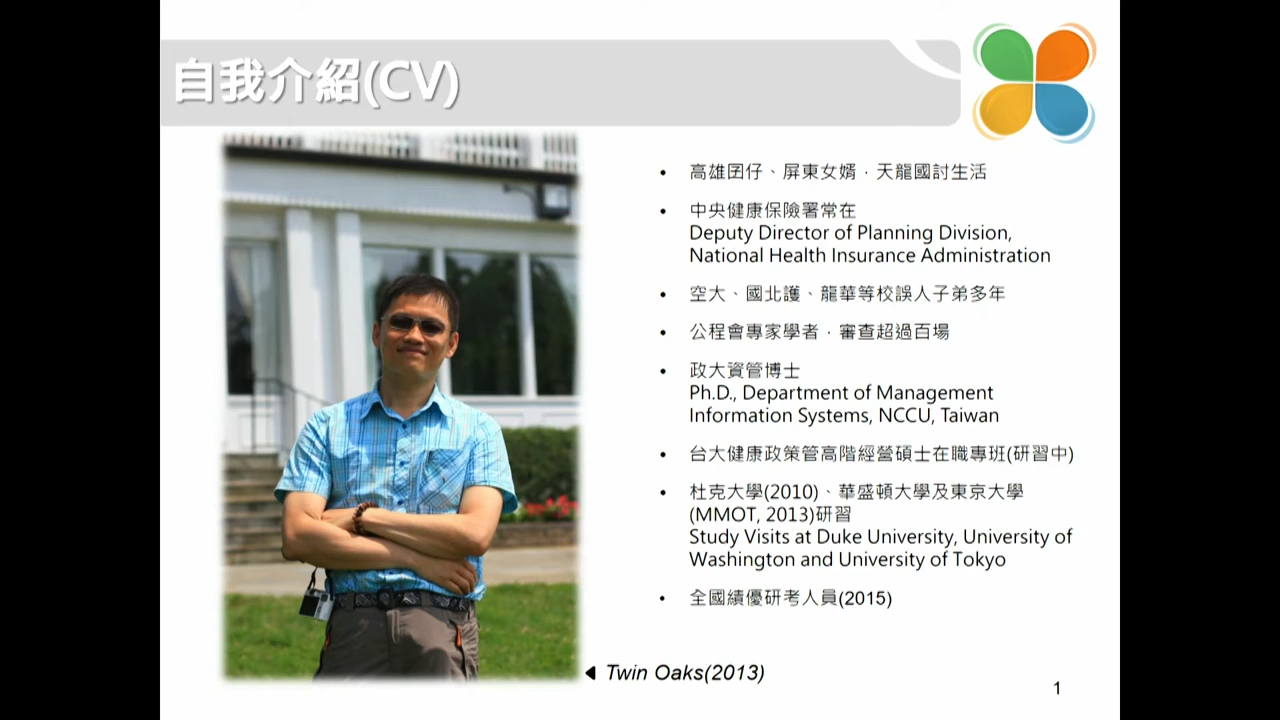 自我介紹(CV)
• 高雄囝仔、屏東女婿，天龍國討生活
• 中央健康保險署常在
Deputy Director of Planning Division,
National Health Insurance Administration
• 空大、國北護、龍華等校誤人子弟多年
• 公程會專家學者，審查超過百場
• 政大資管博士
Ph.D., Department of Management
Information Systems, NCCU, Taiwan
• 台大健康政策管高階經營碩士在職專班(研習中)
• 杜克大學(2010)、華盛頓大學及東京大學
(MMOT, 2013)研習
Study Visits at Duke University, University of
Washington and University of Tokyo
• 全國績優研考人員(2015)
Twin Oaks(2013)
1